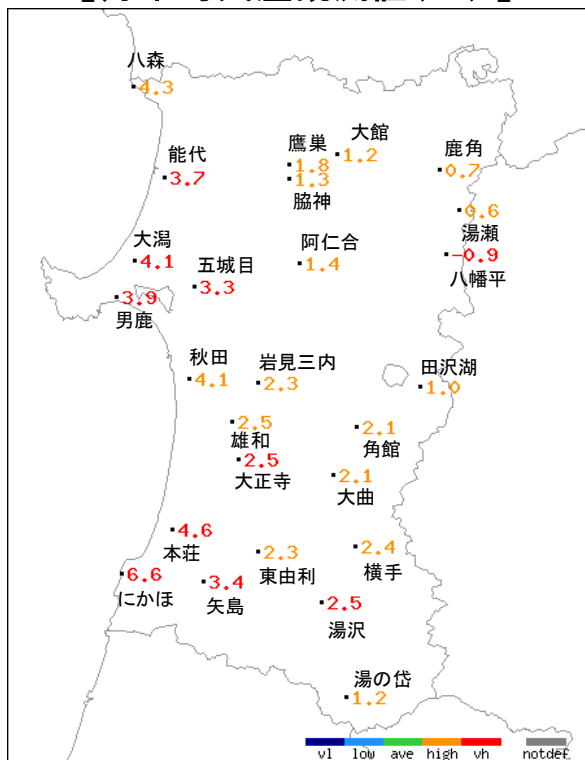 八森
4.3
大館
1.2
鷹巣
1.8
1.3
脇神
鹿角
0.7
能代
3.7
0.6
湯瀬
大潟
4.1
阿仁合
1.4
-0.9
八幡平
五城目
3.3
3.9
男鹿
秋田
4.1
岩見三内
2.3
田沢湖
1.0
2.5
雄和
2.1
角館
2.5
大正寺
2.1
大曲
4.6
本荘
2.3
東由利
2.4
横手
6.6
にかほ
3.4
矢島
2.5
湯沢
湯の岱
1.2
vl low ave high vh notdef